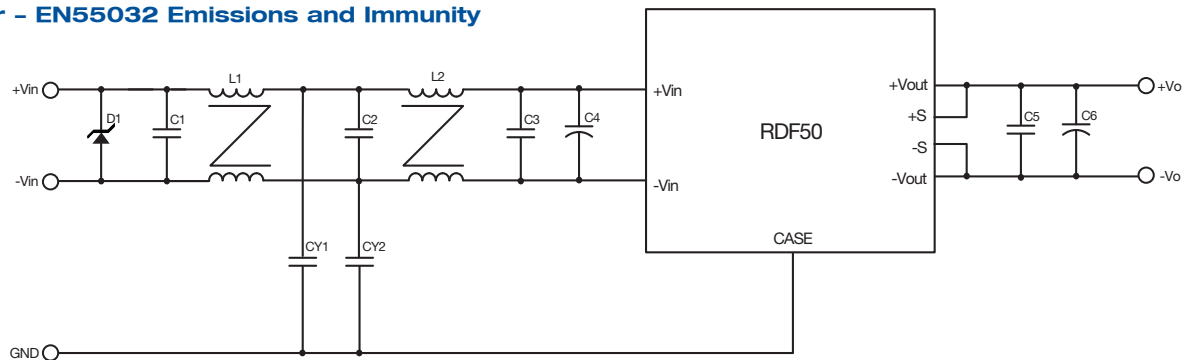 r – EN55032 Emissions and Immunity
L1
L2
+Vin
D1
C1
C2
C3
C4
-Vin
CY1
CY2
GND
+Vin
-Vin
RDF50
CASE
+Vout
+S
-S
-Vout
C5
C6
+Vo
-Vo